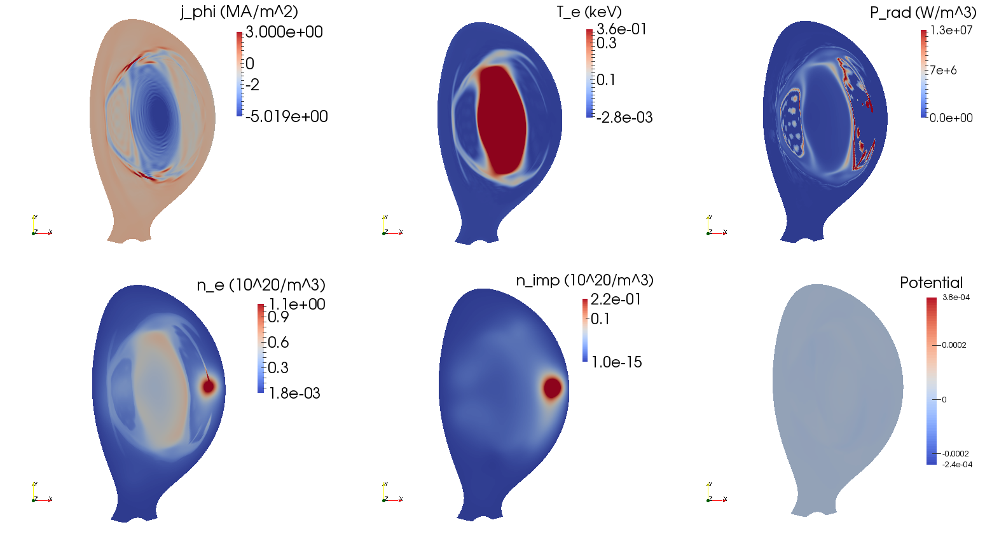 j_phi (MA/m^2)
3.000e+00
0
-2
-5.019e+00
Y
Z X
T_e (keV)
3.6e-01
0.3
0.1
-2.8e-03
Y
Z X
P_rad (W/m^3)
1.3e+07
7e+6
0.0e+00
Y
Z X
n_e (10^20/m^3)
1.1e+00
0.9
0.6
0.3
1.8e-03
Y
Z X
n_imp (10^20/m^3)
2.2e-01
0.1
1.0e-15
Y
Z X
Potential
3.8e-04
0.0002
0
-0.0002
-2.4e-04
Y
Z X